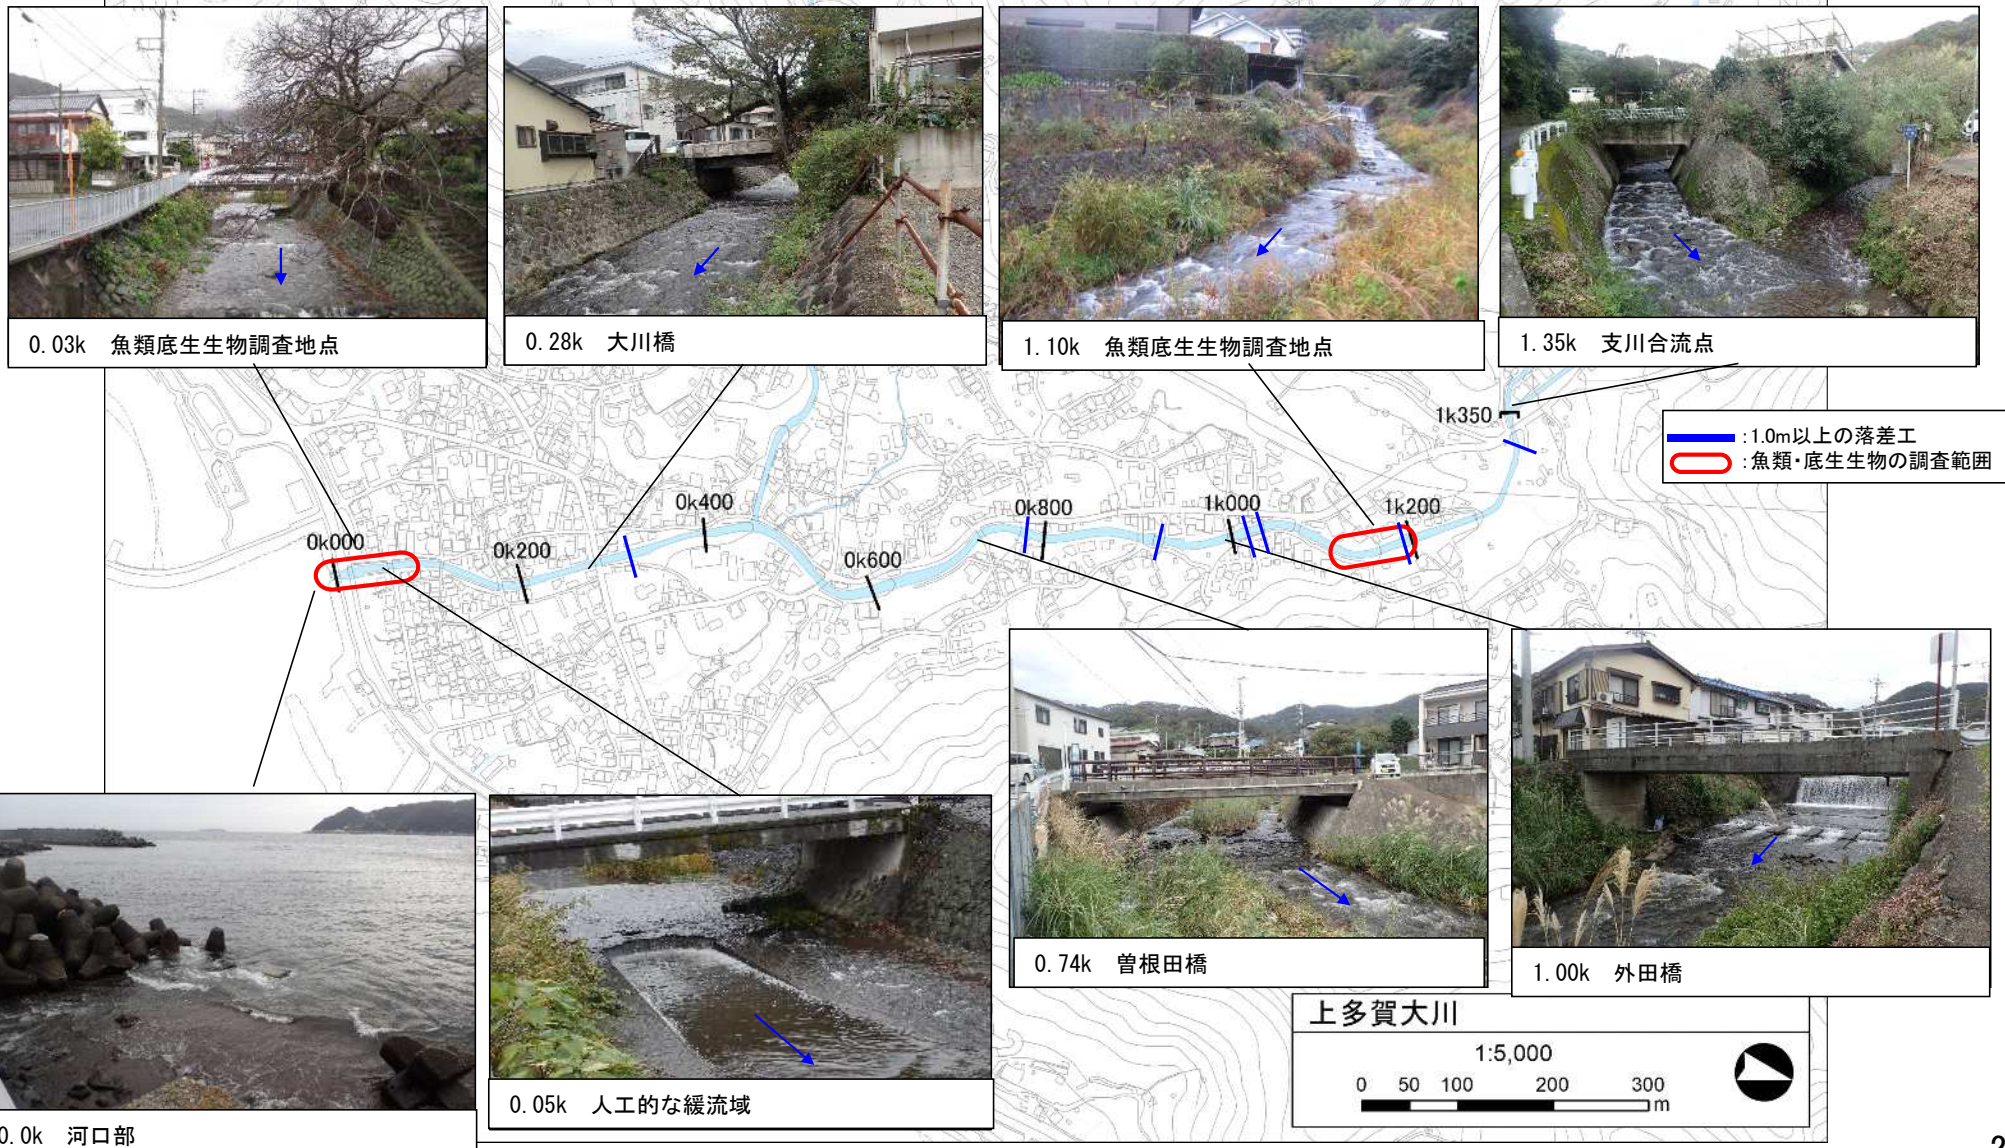 0.03k 魚類底生生物調査地点
0.28k 大川橋
1.10k 魚類底生生物調査地点
1.35k 支川合流点
1k350
:1.0m以上の落差工
:魚類・底生生物の調査範囲
0k000
0k200
0k400
0k600
0k800
1k000
1k200
0.74k 曽根田橋
1.00k 外田橋
0.0k 河口部
0.05k 人工的な緩流域
上多賀大川
1:5,000
0 50 100 200 300
m
2